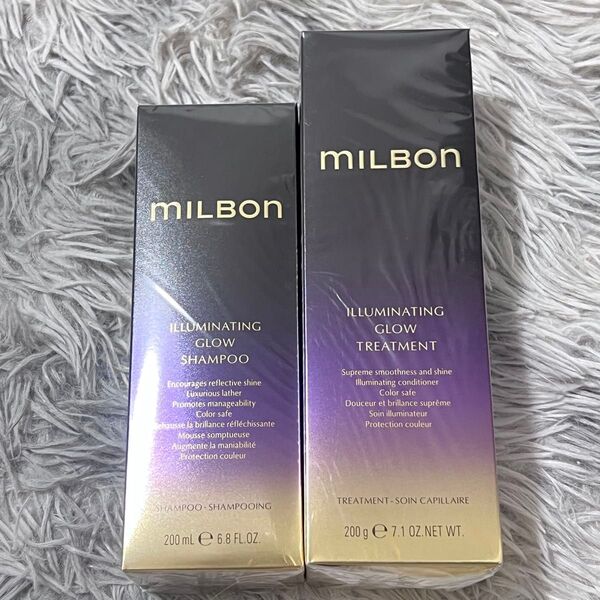 MILBON
ILLUMINATING
GLOW
SHAMPOO
Encourages reflective shine
Luxurious lather
Promotes manageability
Color safe
Rehausse la brillance réfléchissante
Mousse somptueuse
Augmente la maniabilité
Protection couleur
SHAMPOO-SHAMPOOING
200 mL ℮ 6.8 FL.OZ.
MILBON
ILLUMINATING
GLOW
TREATMENT
Supreme smoothness and shine
Illuminating conditioner
Color safe
Douceur et brillance suprême
Soin illuminateur
Protection couleur
TREATMENT-SOIN CAPILLAIRE
200 g ℮ 7.1 OZ.NET WT.